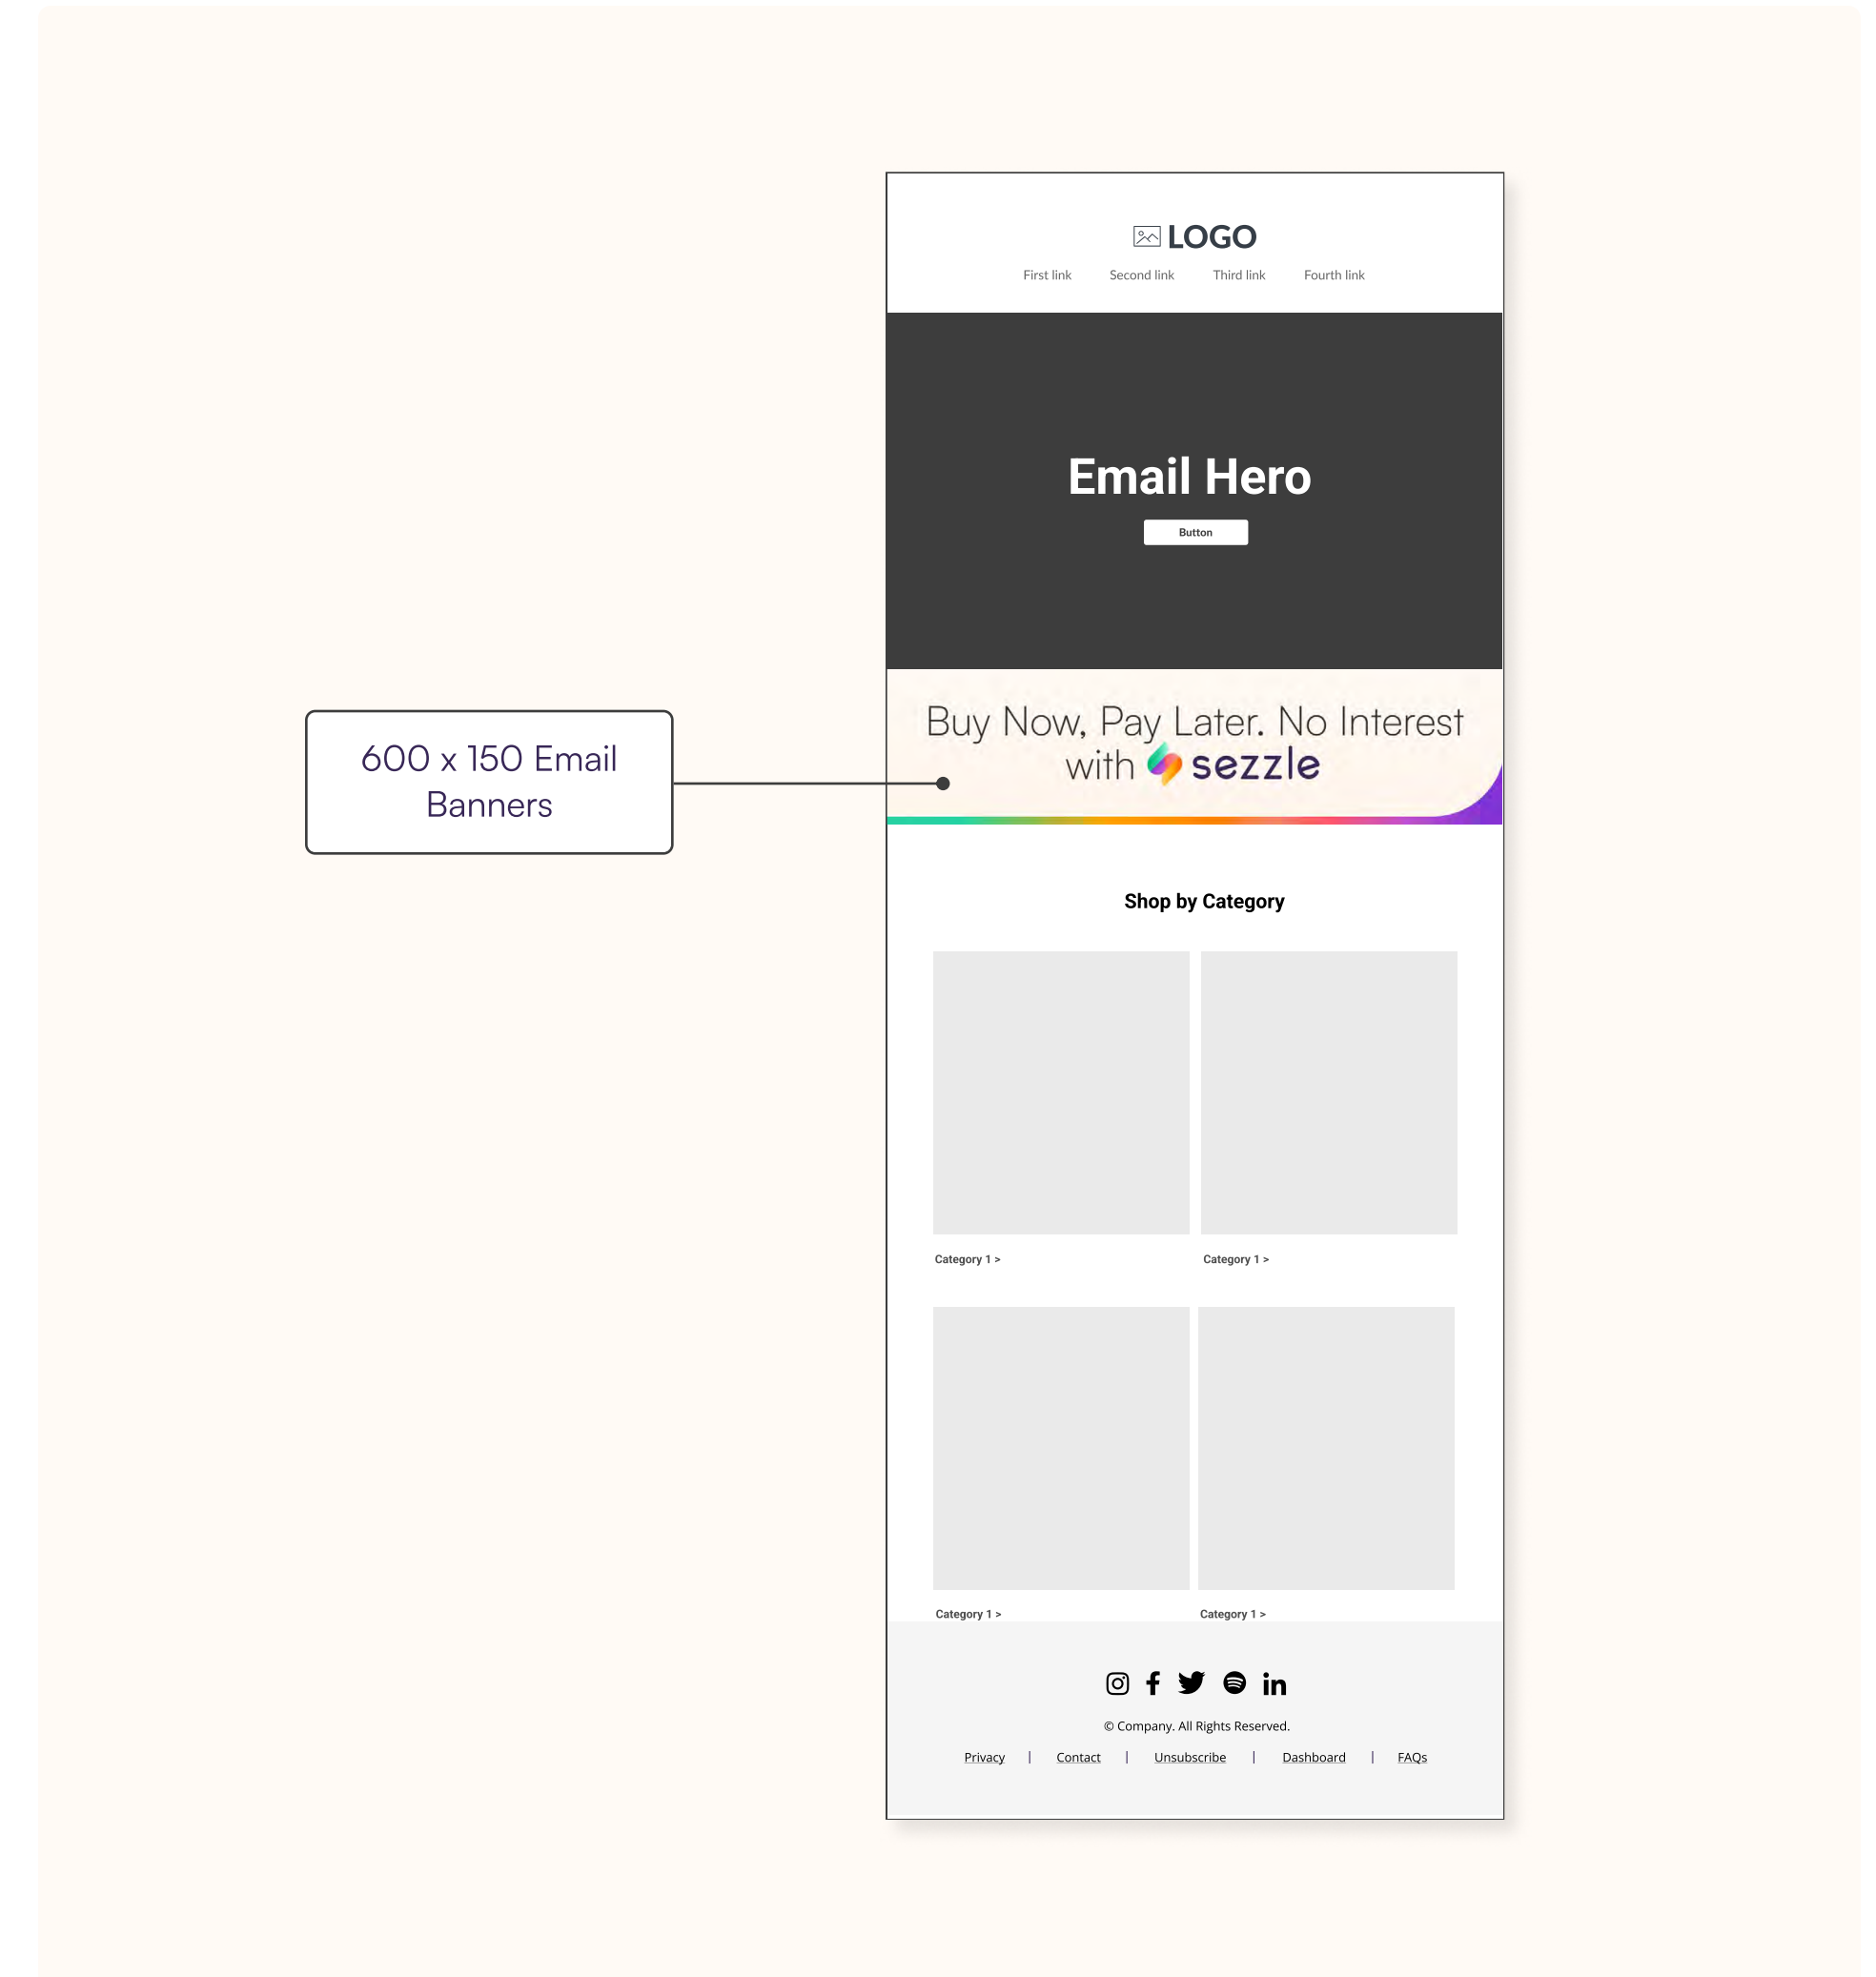 LOGO
First link Second link Third link Fourth link
Email Hero
Button
Buy Now, Pay Later. No Interest
with sezzle
600 x 150 Email
Banners
Shop by Category
Category 1 > Category 1 >
Category 1 > Category 1 >
© Company. All Rights Reserved.
Privacy | Contact | Unsubscribe | Dashboard | FAQs